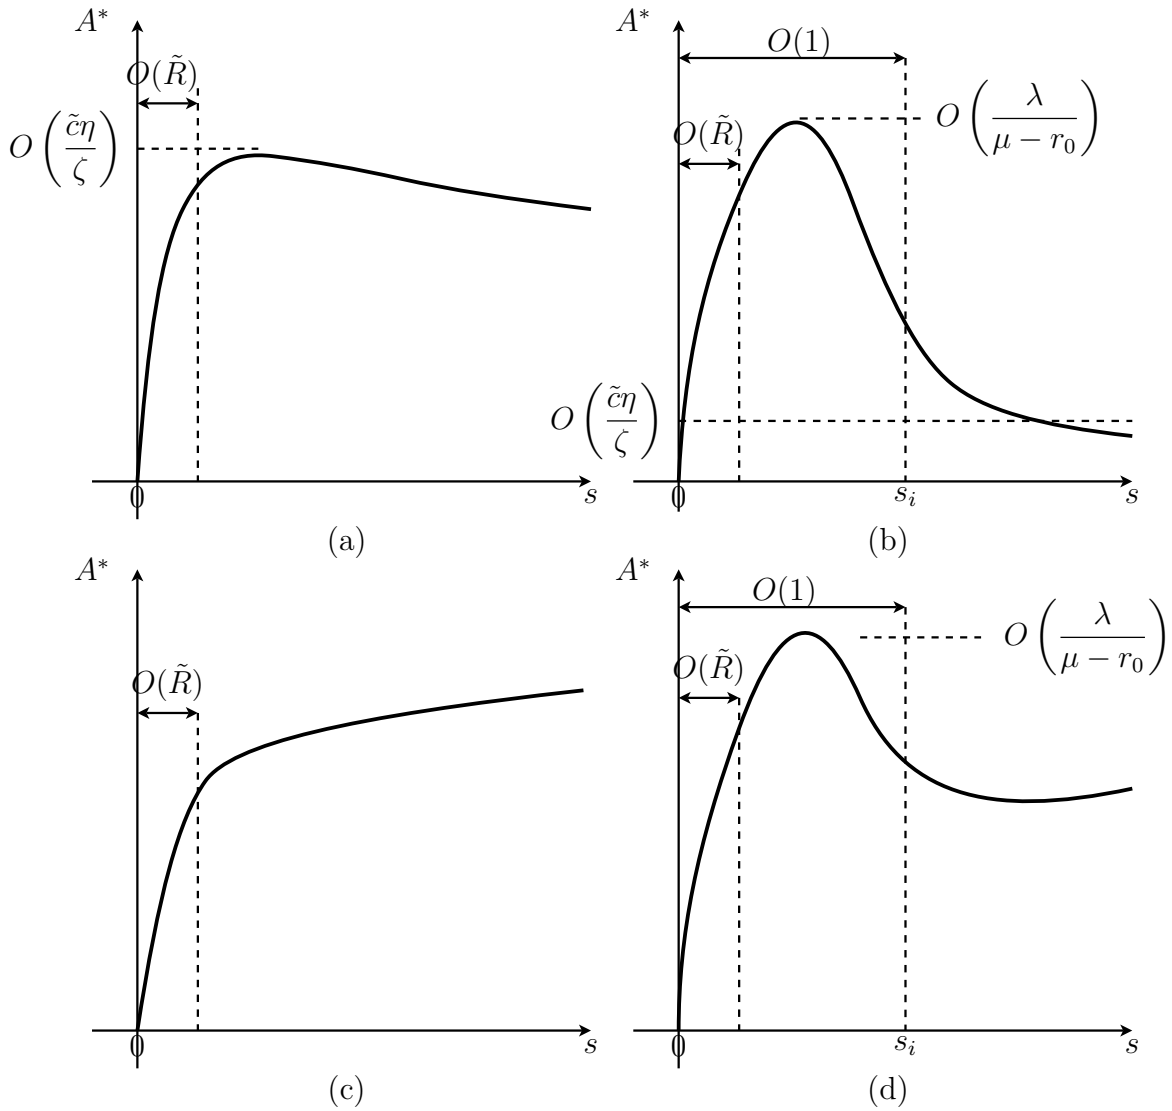 A*
O(R̃)
O(c̃η/ζ)
0
s
(a)
A*
O(1)
O(R̃)
O(λ/(μ − r₀))
O(c̃η/ζ)
0
sᵢ
s
(b)
A*
O(R̃)
0
s
(c)
A*
O(1)
O(R̃)
O(λ/(μ − r₀))
0
sᵢ
s
(d)